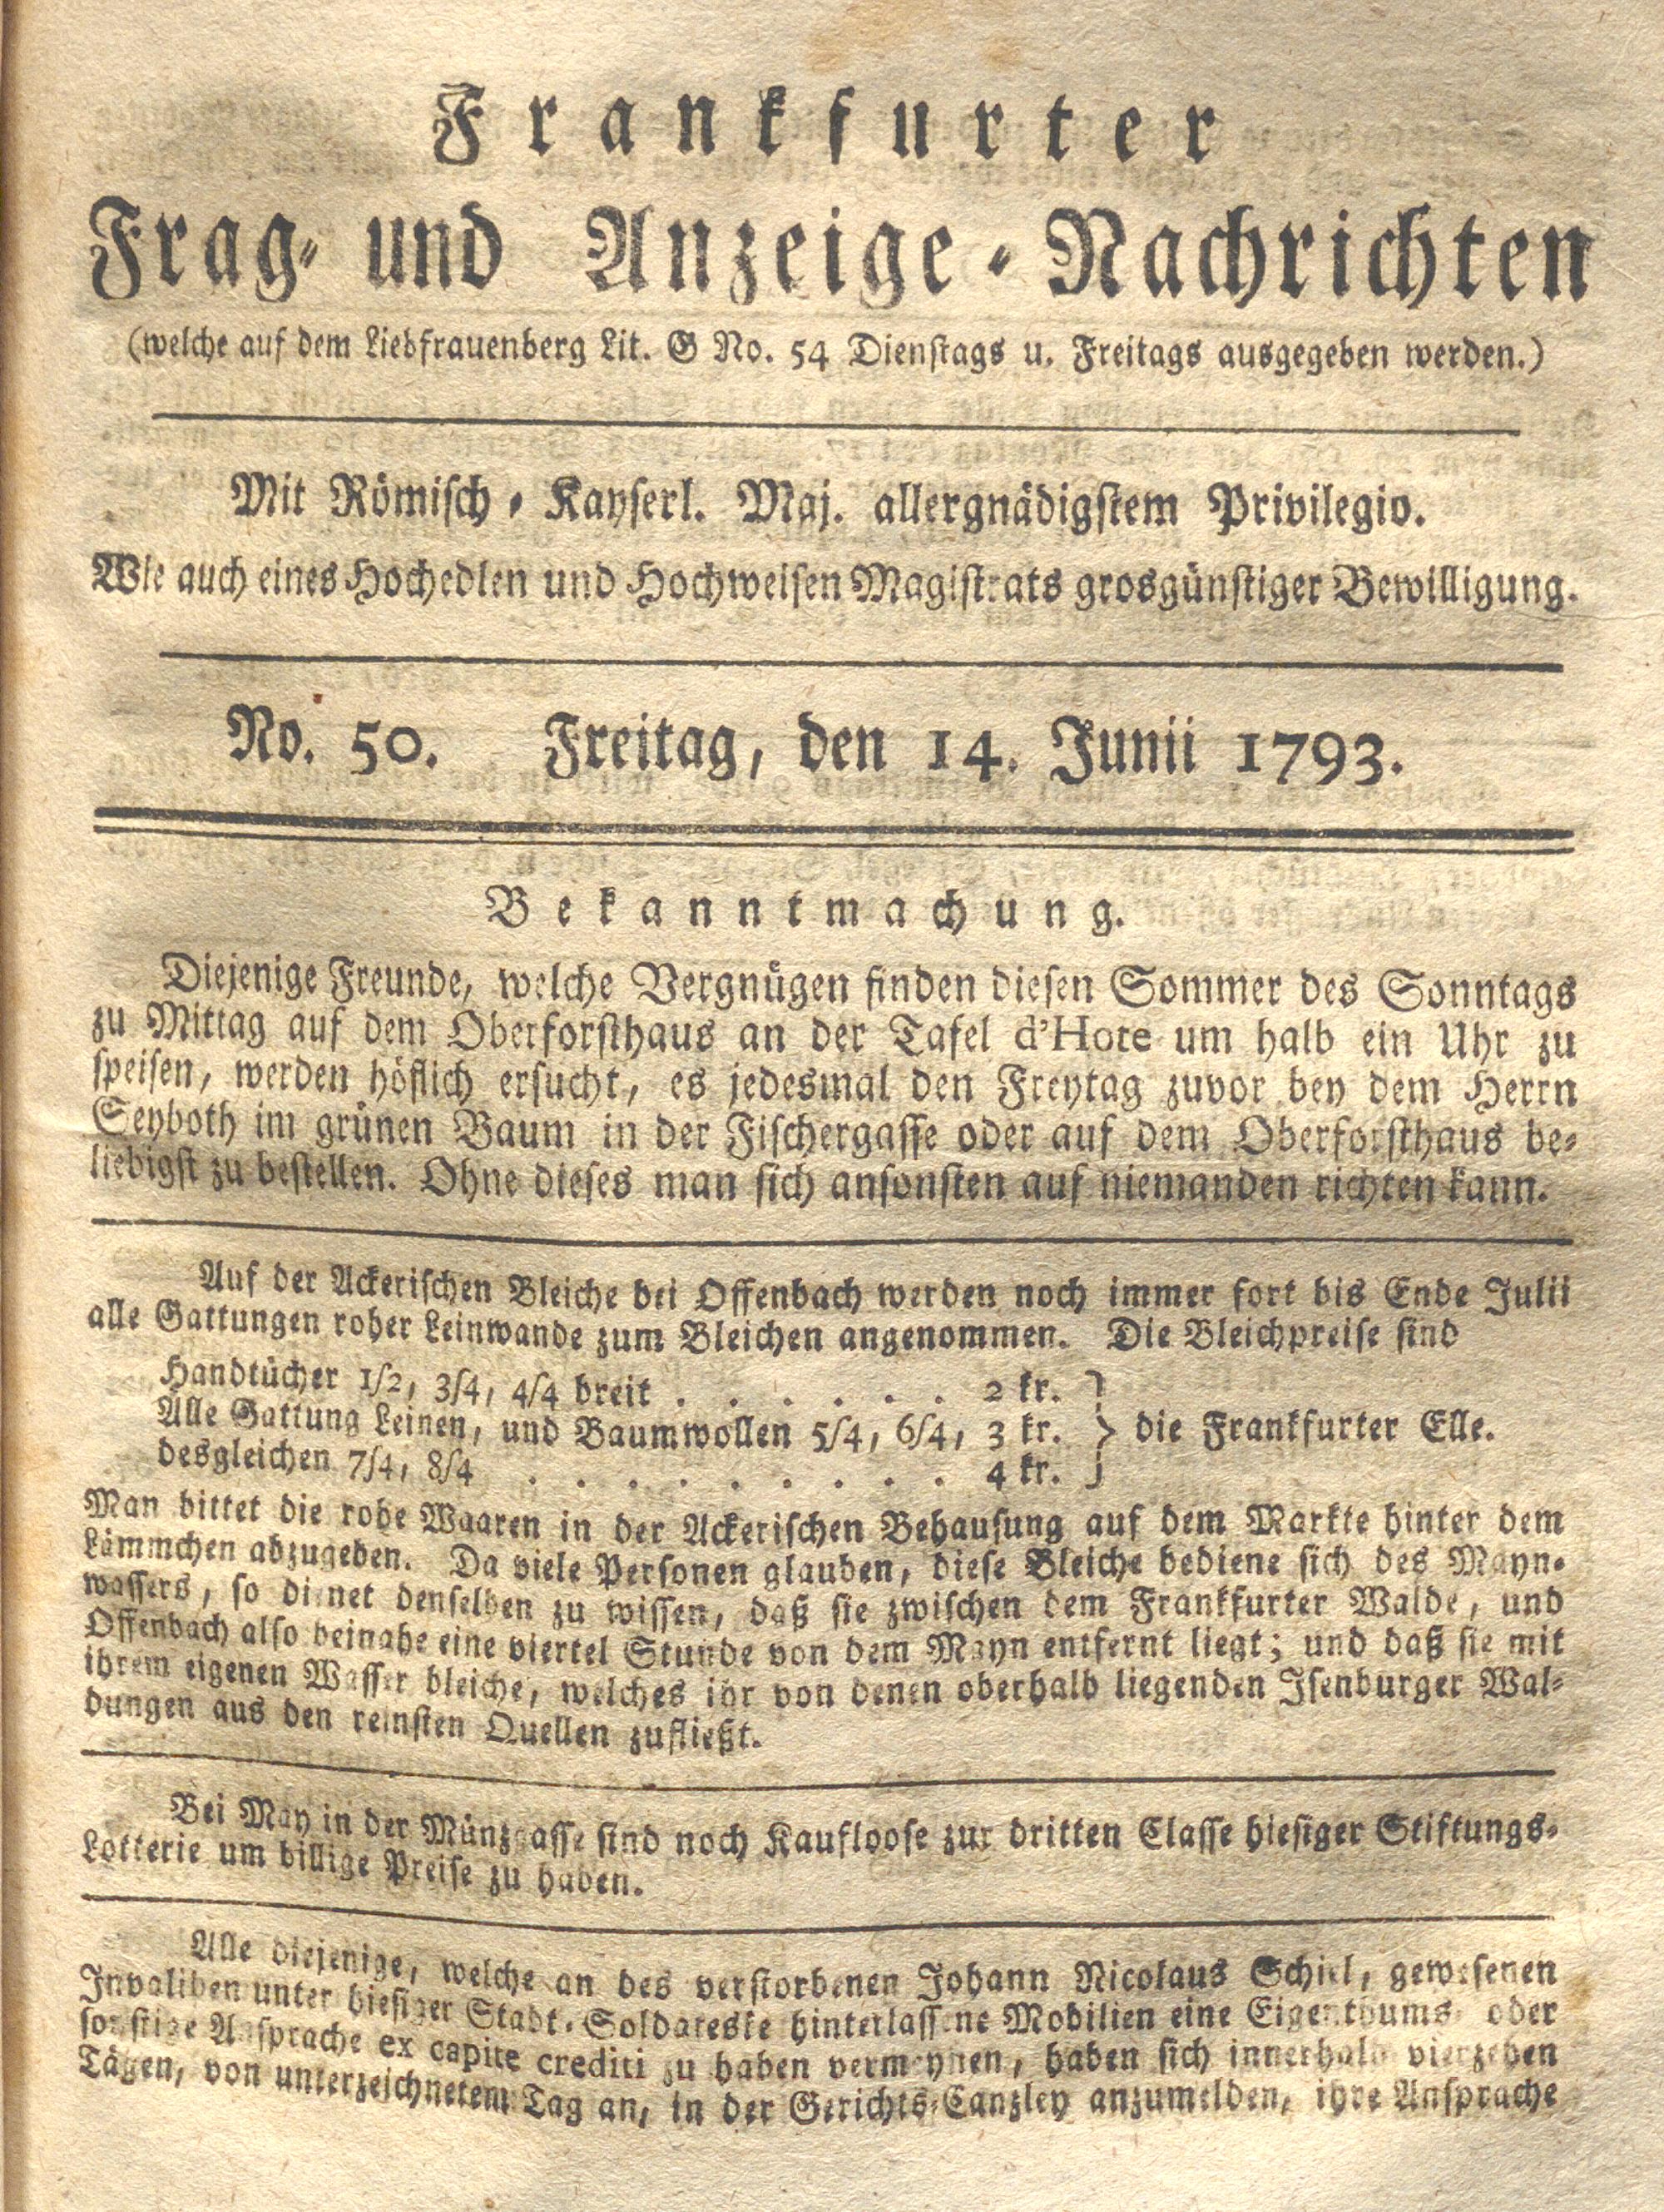 Frankfurter
Frag- und Anzeige-Nachrichten
(welche auf dem Liebfrauenberg Lit. G No. 54 Dienstags u. Freitags ausgegeben werden.)
Mit Römisch-Kayserl. Maj. allergnädigstem Privilegio.
Wie auch eines Hochedlen und Hochweisen Magistrats grosgünstiger Bewilligung.
No. 50. Freitag, den 14. Junii 1793.
Bekanntmachung.
Diejenige Freunde, welche Vergnügen finden diesen Sommer des Sonntags
zu Mittag auf dem Oberforsthaus an der Tafel d'Hote um halb ein Uhr zu
speisen, werden höflich ersucht, es jedesmal den Freytag zuvor bey dem Herrn
Seyboth im grünen Baum in der Fischergasse oder auf dem Oberforsthaus be-
liebigst zu bestellen. Ohne dieses man sich ansonsten auf niemanden richten kann.
Auf der Ackerischen Bleiche bei Offenbach werden noch immer fort bis Ende Julii
alle Gattungen roher Leinwande zum Bleichen angenommen. Die Bleichpreise sind
Handtücher 1/2, 3/4, 4/4 breit . . . . . . 2 kr.
Alle Gattung Leinen, und Baumwollen 5/4, 6/4, 3 kr. } die Frankfurter Elle.
desgleichen 7/4, 8/4 . . . . . . . . . 4 kr.
Man bittet die rohe Waaren in der Ackerischen Behausung auf dem Markte hinter dem
Lämmchen abzugeben. Da viele Personen glauben, diese Bleiche bediene sich des Mayn-
wassers, so dienet denselben zu wissen, daß sie zwischen dem Frankfurter Walde, und
Offenbach also beinahe eine viertel Stunde von dem Mayn entfernt liegt; und daß sie mit
ihrem eigenen Wasser bleiche, welches ihr von denen oberhalb liegenden Isenburger Wal-
dungen aus den reinsten Quellen zufließt.
Bei May in der Münzgasse sind noch Kaufloose zur dritten Classe hiesiger Stiftungs-
Lotterie um billige Preise zu haben.
Alle diejenige, welche an des verstorbenen Johann Nicolaus Schiel, gewesenen
Invaliden unter hiesiger Stadt-Soldateske hinterlassene Mobilien eine Eigenthums- oder
sonstige Ansprache ex capite crediti zu haben vermeynen, haben sich innerhalb vierzehen
Tägen, von unterzeichnetem Tag an, in der Gerichts-Canzley anzumelden, ihre Ansprache